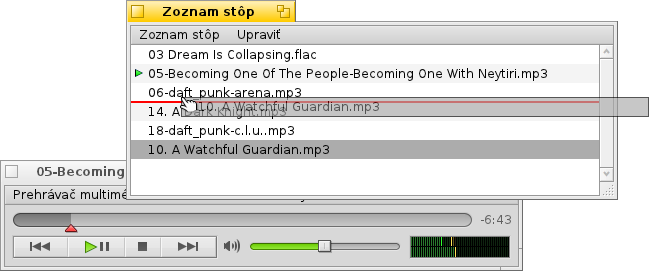 Zoznam stôp
Zoznam stôp Upraviť
03 Dream Is Collapsing.flac
05-Becoming One Of The People-Becoming One With Neytiri.mp3
06-daft_punk-arena.mp3
10. A Watchful Guardian.mp3
14. A Dark Knight.mp3
18-daft_punk-c.l.u..mp3
10. A Watchful Guardian.mp3
05-Becoming
Prehrávač multimé
-6:43